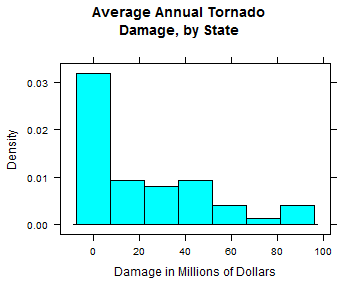 Average Annual Tornado
Damage, by State
0.03
0.02
0.01
0.00
Density
0 20 40 60 80 100
Damage in Millions of Dollars